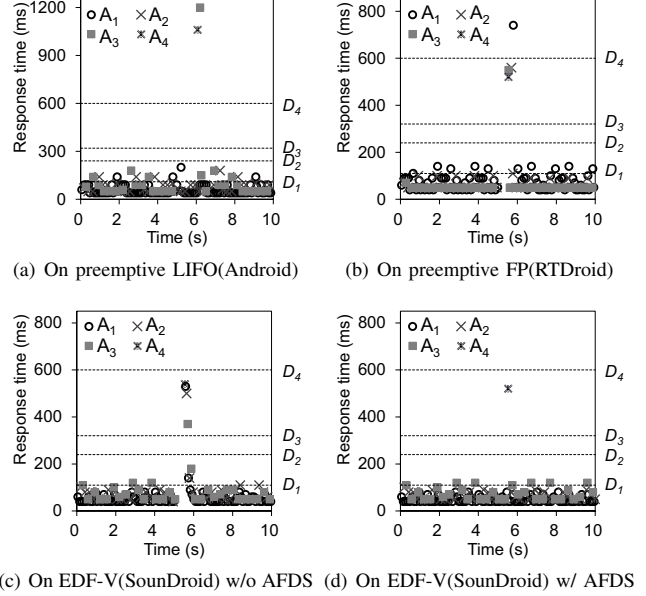 Response time (ms)
1200
900
600
300
0
A1 A2
A3 A4
D4
D3
D2
D1
0 2 4 6 8 10
Time (s)
(a) On preemptive LIFO(Android)
Response time (ms)
800
600
400
200
0
A1 A2
A3 A4
D4
D3
D2
D1
0 2 4 6 8 10
Time (s)
(b) On preemptive FP(RTDroid)
Response time (ms)
800
600
400
200
0
A1 A2
A3 A4
D4
D3
D2
D1
0 2 4 6 8 10
Time (s)
(c) On EDF-V(SounDroid) w/o AFDS
Response time (ms)
800
600
400
200
0
A1 A2
A3 A4
D4
D3
D2
D1
0 2 4 6 8 10
Time (s)
(d) On EDF-V(SounDroid) w/ AFDS